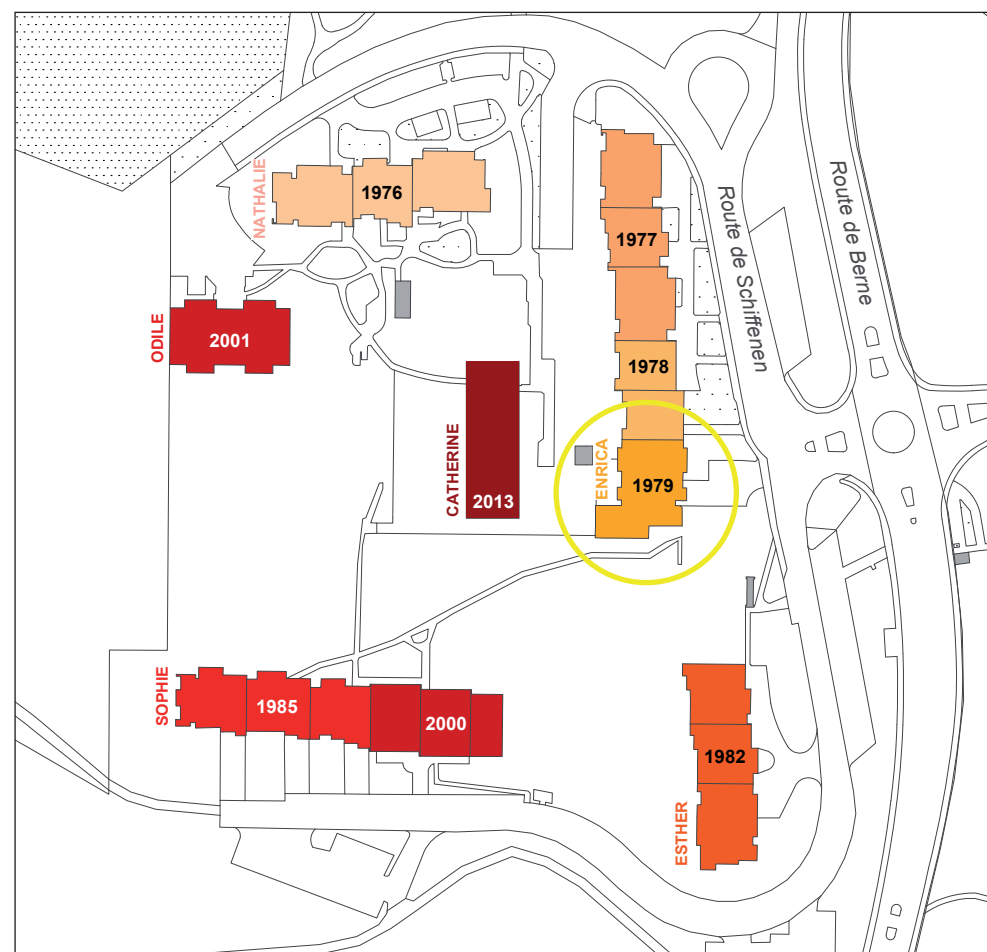 NATHALIE
1976
1977
Route de Schiffenen
Route de Berne
ODILE
2001
1978
CATHERINE
2013
ENRICA
1979
SOPHIE
1985
2000
ESTHER
1982